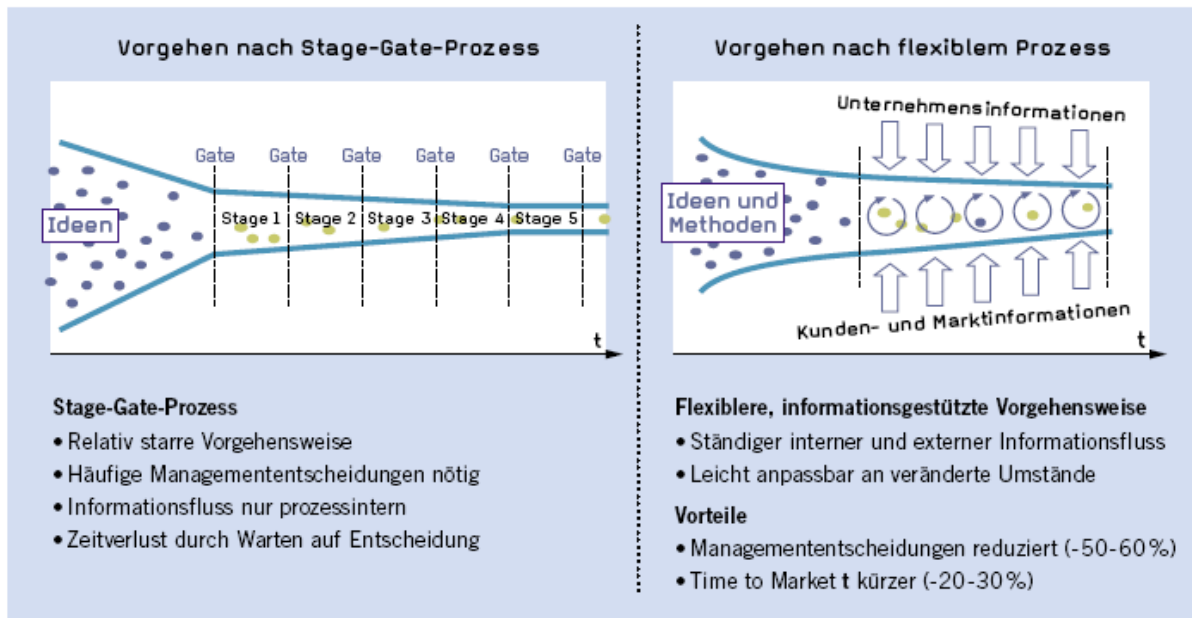 Vorgehen nach Stage-Gate-Prozess
Gate Gate Gate Gate Gate Gate
Ideen
Stage 1 Stage 2 Stage 3 Stage 4 Stage 5
t
Stage-Gate-Prozess
• Relativ starre Vorgehensweise
• Häufige Managemententscheidungen nötig
• Informationsfluss nur prozessintern
• Zeitverlust durch Warten auf Entscheidung
Vorgehen nach flexiblem Prozess
Unternehmensinformationen
Ideen und
Methoden
Kunden- und Marktinformationen
t
Flexiblere, informationsgestützte Vorgehensweise
• Ständiger interner und externer Informationsfluss
• Leicht anpassbar an veränderte Umstände
Vorteile
• Managemententscheidungen reduziert (-50-60%)
• Time to Market t kürzer (-20-30%)